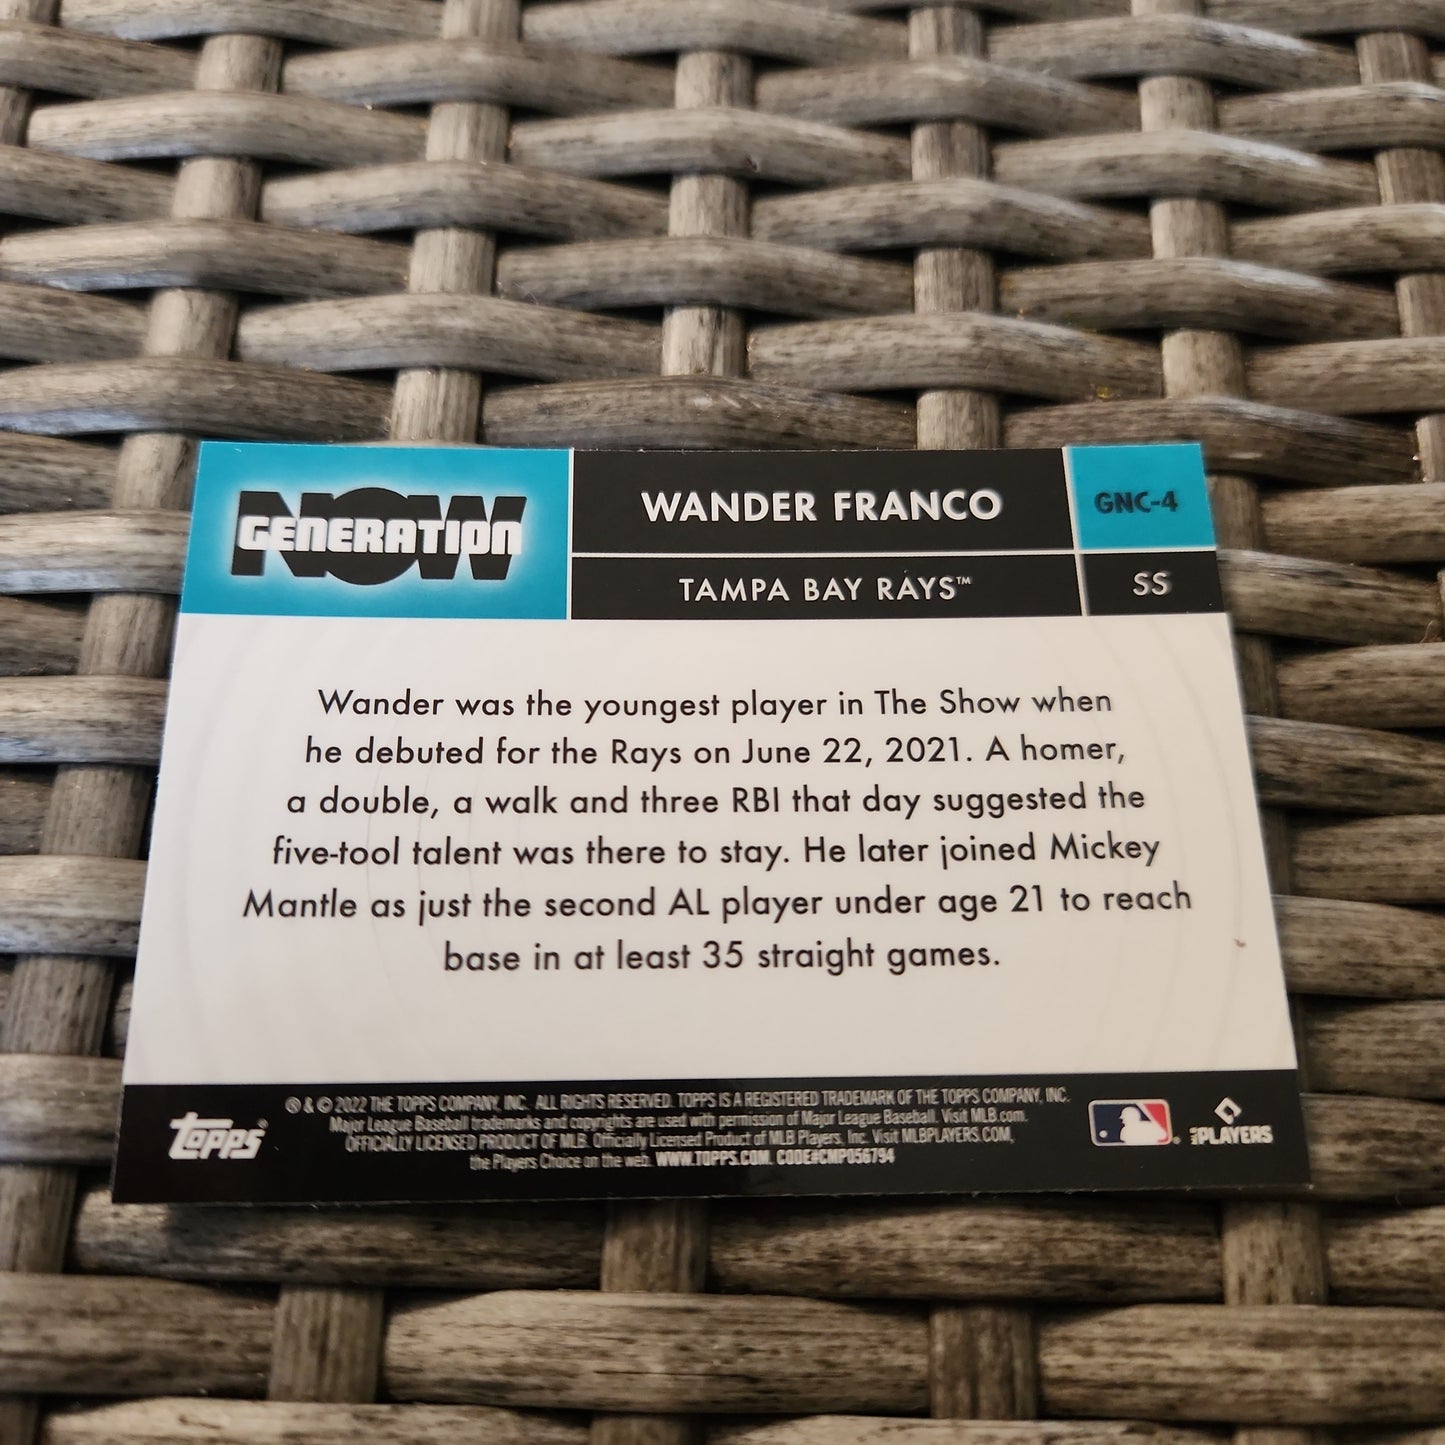 NOW
GENERATION
WANDER FRANCO
GNC-4
TAMPA BAY RAYS™
SS
Wander was the youngest player in The Show when
he debuted for the Rays on June 22, 2021. A homer,
a double, a walk and three RBI that day suggested the
five-tool talent was there to stay. He later joined Mickey
Mantle as just the second AL player under age 21 to reach
base in at least 35 straight games.
topps®
® & © 2022 THE TOPPS COMPANY, INC. ALL RIGHTS RESERVED. TOPPS IS A REGISTERED TRADEMARK OF THE TOPPS COMPANY, INC.
Major League Baseball trademarks and copyrights are used with permission of Major League Baseball. Visit MLB.com.
OFFICIALLY LICENSED PRODUCT OF MLB. Officially Licensed Product of MLB Players, Inc. Visit MLBPLAYERS.COM,
the Players Choice on the web. WWW.TOPPS.COM. CODE#CMP056794
PLAYERS